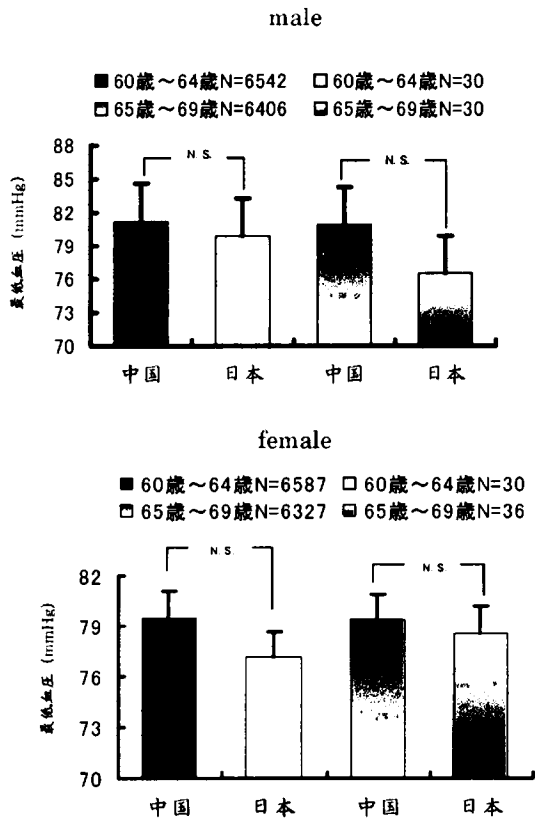 male
■ 60歳～64歳N=6542 □ 60歳～64歳N=30
65歳～69歳N=6406 65歳～69歳N=30
N.S. N.S.
最低血圧 (mmHg)
88
85
82
79
76
73
70
中国 日本 中国 日本
female
■ 60歳～64歳N=6587 □ 60歳～64歳N=30
65歳～69歳N=6327 65歳～69歳N=36
N.S. N.S.
最低血圧 (mmHg)
82
79
76
73
70
中国 日本 中国 日本